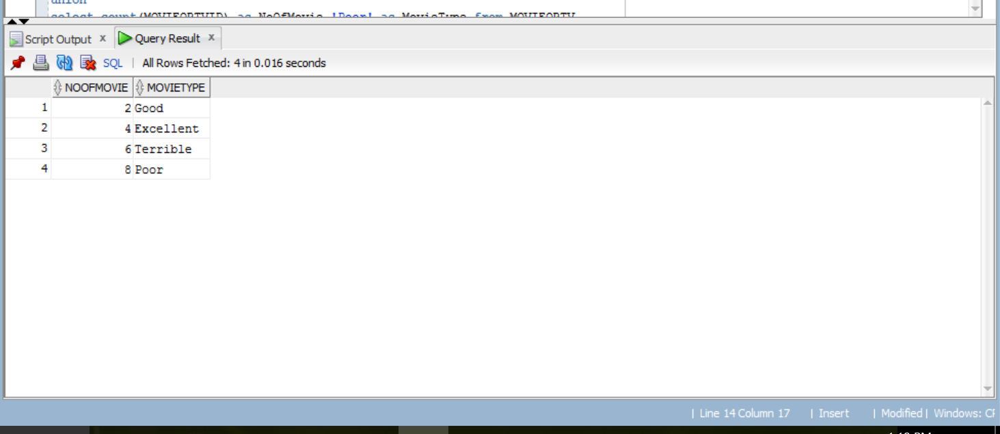 union
select count(MOVIEORTVID) as NoOfMovie,'Poor' as MovieType from MOVIEORTV
Script Output x Query Result x
SQL | All Rows Fetched: 4 in 0.016 seconds
NOOFMOVIE MOVIETYPE
1 2 Good
2 4 Excellent
3 6 Terrible
4 8 Poor
| Line 14 Column 17 | Insert | Modified | Windows: CF